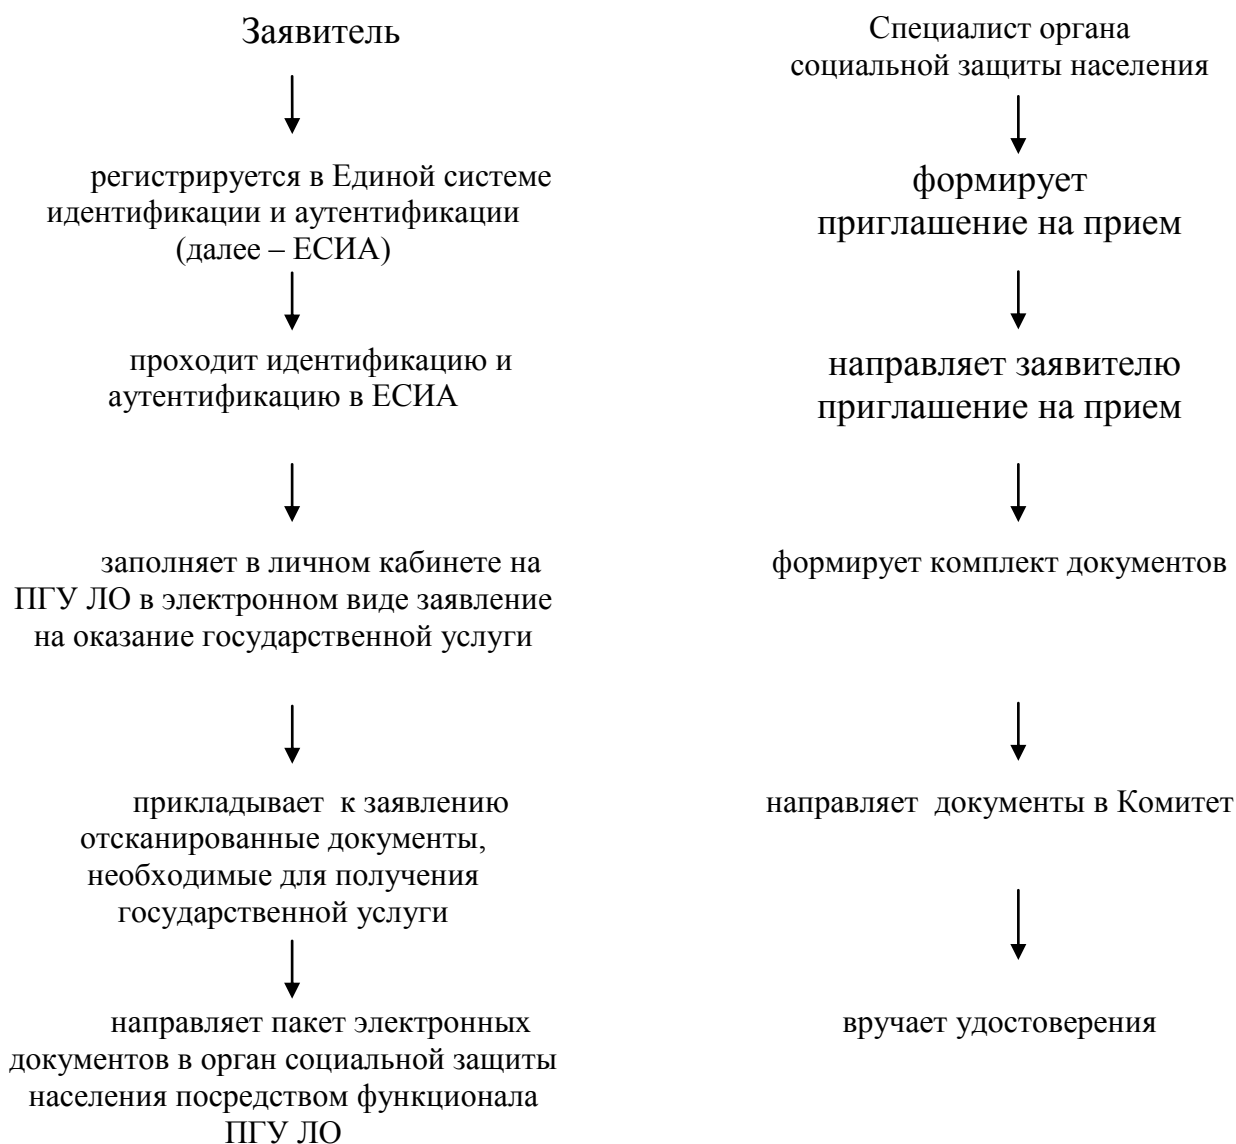 Заявитель
регистрируется в Единой системе
идентификации и аутентификации
(далее – ЕСИА)
проходит идентификацию и
аутентификацию в ЕСИА
заполняет в личном кабинете на
ПГУ ЛО в электронном виде заявление
на оказание государственной услуги
прикладывает к заявлению
отсканированные документы,
необходимые для получения
государственной услуги
направляет пакет электронных
документов в орган социальной защиты
населения посредством функционала
ПГУ ЛО
Специалист органа
социальной защиты населения
формирует
приглашение на прием
направляет заявителю
приглашение на прием
формирует комплект документов
направляет документы в Комитет
вручает удостоверения